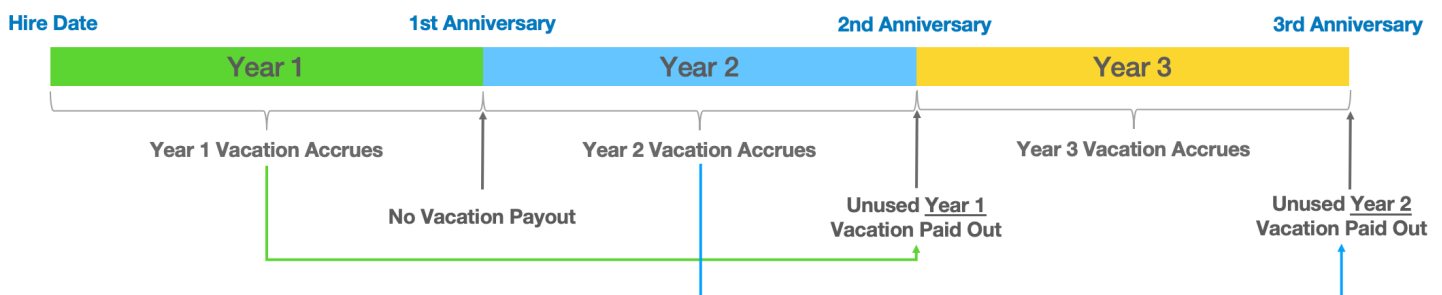 Hire Date
1st Anniversary
2nd Anniversary
3rd Anniversary
Year 1
Year 2
Year 3
Year 1 Vacation Accrues
Year 2 Vacation Accrues
Year 3 Vacation Accrues
No Vacation Payout
Unused Year 1
Vacation Paid Out
Unused Year 2
Vacation Paid Out